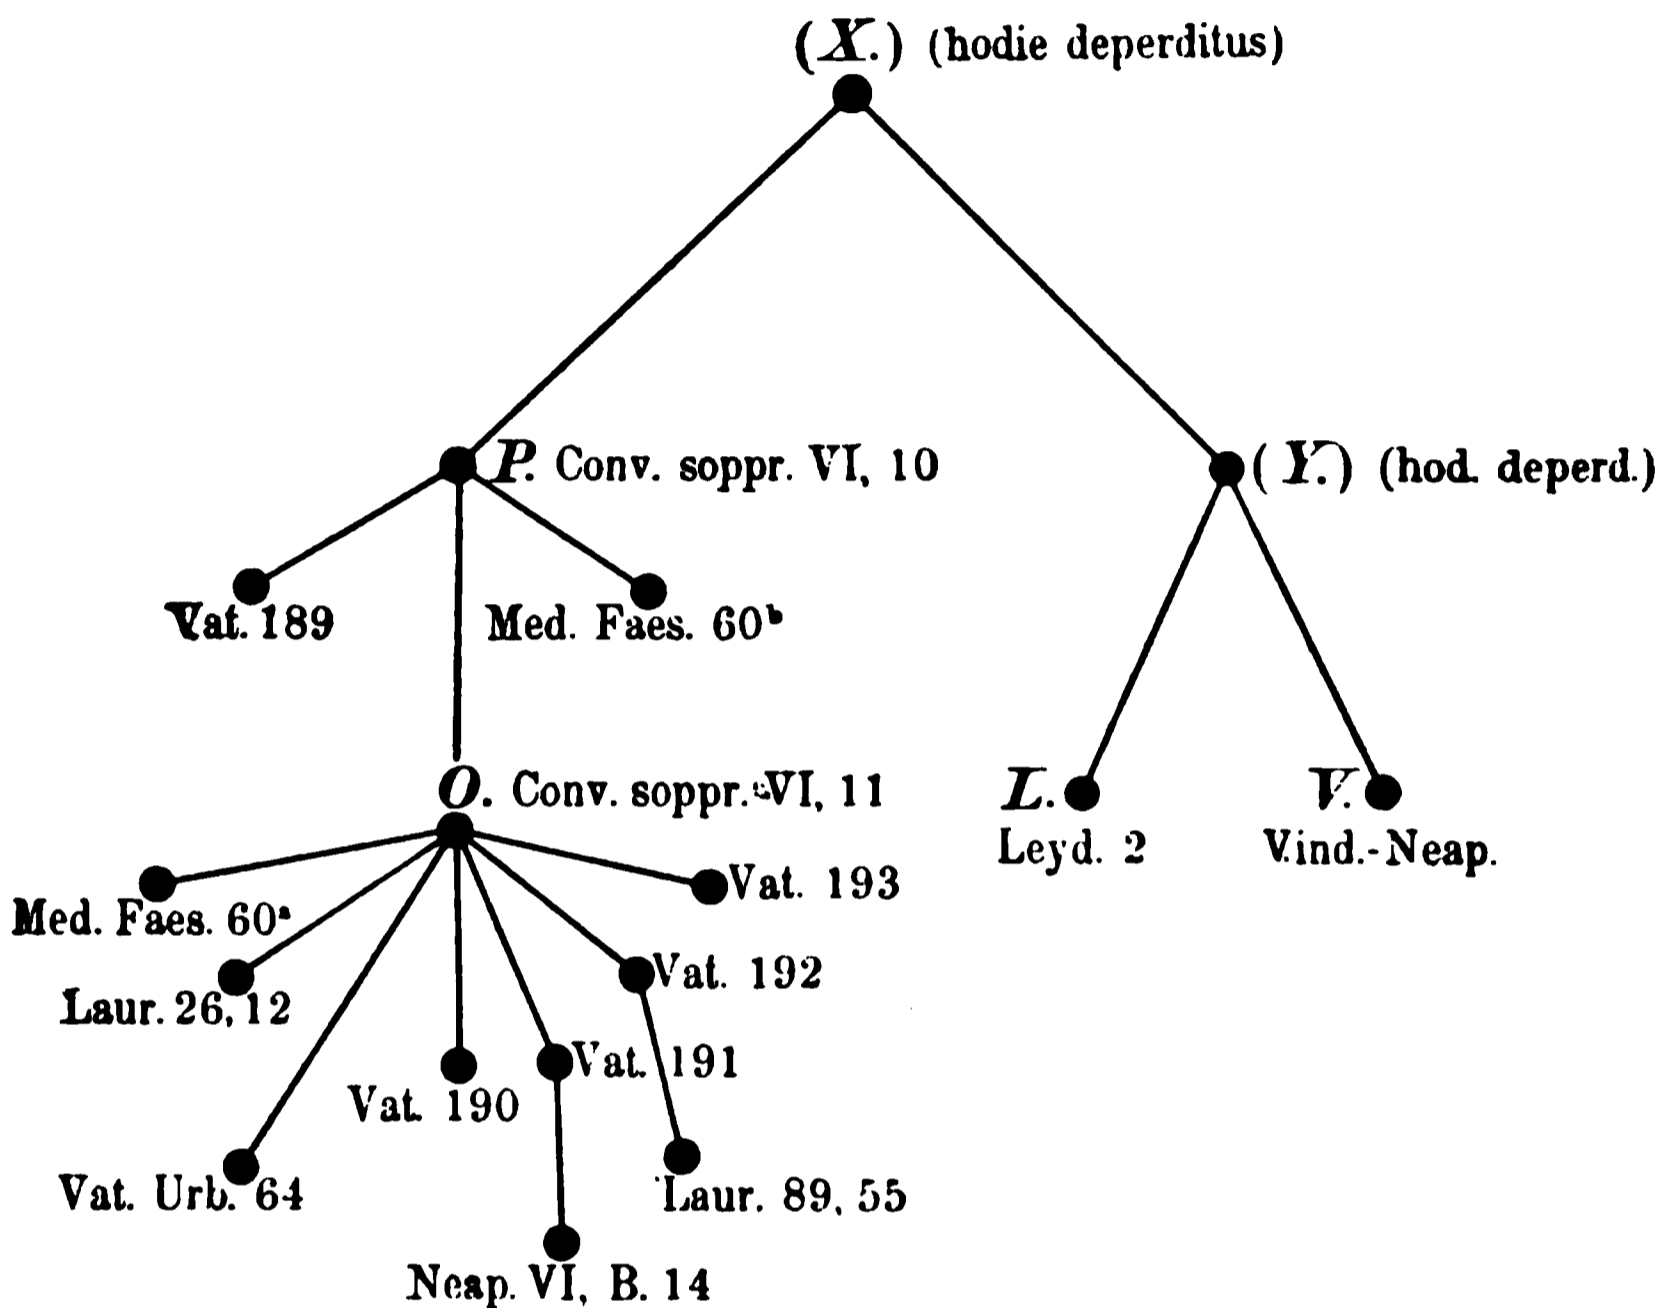 (X.) (hodie deperditus)
P. Conv. soppr. VI, 10
(Y.) (hod. deperd.)
Vat. 189
Med. Faes. 60ᵇ
O. Conv. soppr. VI, 11
L.
Leyd. 2
V.
Vind.-Neap.
Med. Faes. 60ᵃ
Vat. 193
Laur. 26, 12
Vat. 192
Vat. 190
Vat. 191
Vat. Urb. 64
Laur. 89, 55
Neap. VI, B. 14